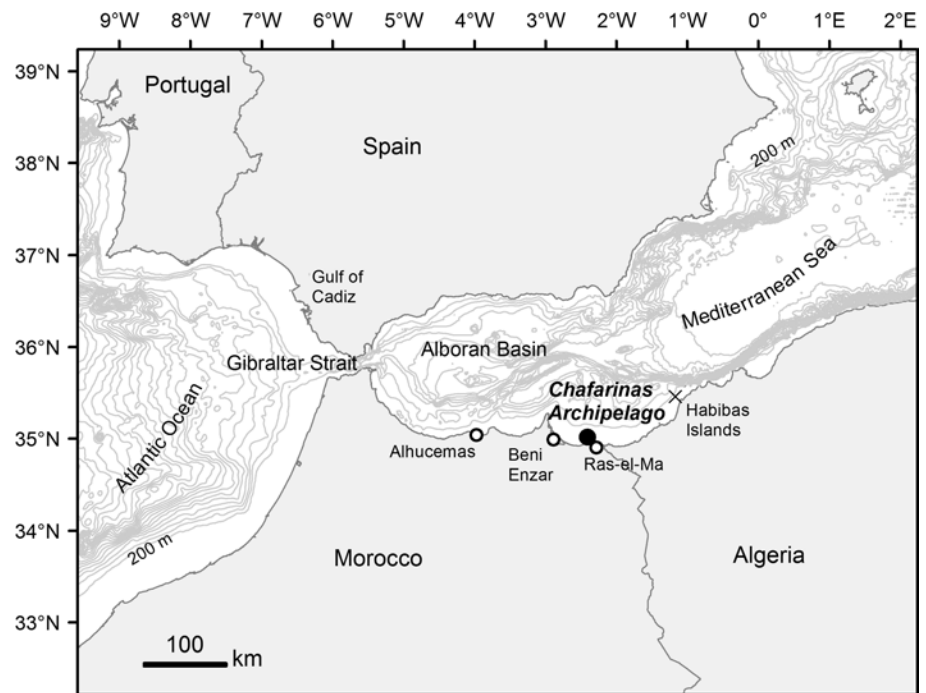 9°W 8°W 7°W 6°W 5°W 4°W 3°W 2°W 1°W 0° 1°E 2°E
39°N
Portugal
Spain
200 m
38°N
37°N
Gulf of
Cadiz
Mediterranean Sea
36°N
Gibraltar Strait
Alboran Basin
Chafarinas
Archipelago
Habibas
Islands
Atlantic Ocean
35°N
Alhucemas
Beni
Enzar
Ras-el-Ma
34°N
200 m
Morocco
Algeria
33°N
100
km